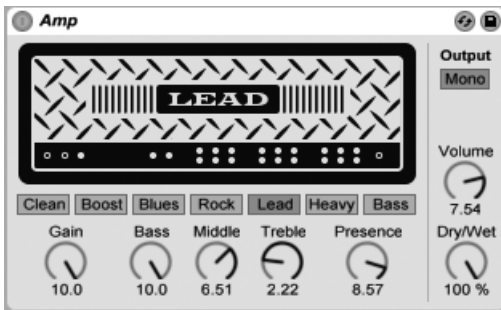 Amp
Output
Mono
LEAD
Volume
7.54
Clean Boost Blues Rock Lead Heavy Bass
Gain Bass Middle Treble Presence Dry/Wet
10.0 10.0 6.51 2.22 8.57 100 %